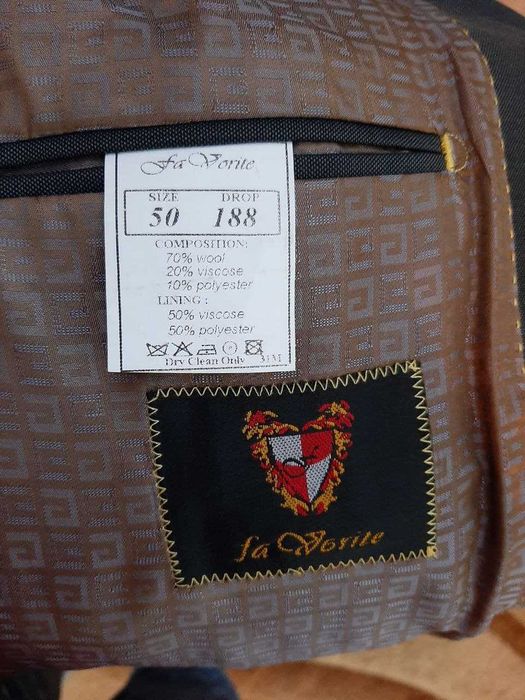 Fa Vorite
SIZE DROP
50 188
COMPOSITION:
70% wool
20% viscose
10% polyester
LINING :
50% viscose
50% polyester
Dry Clean Only
fa Vorite